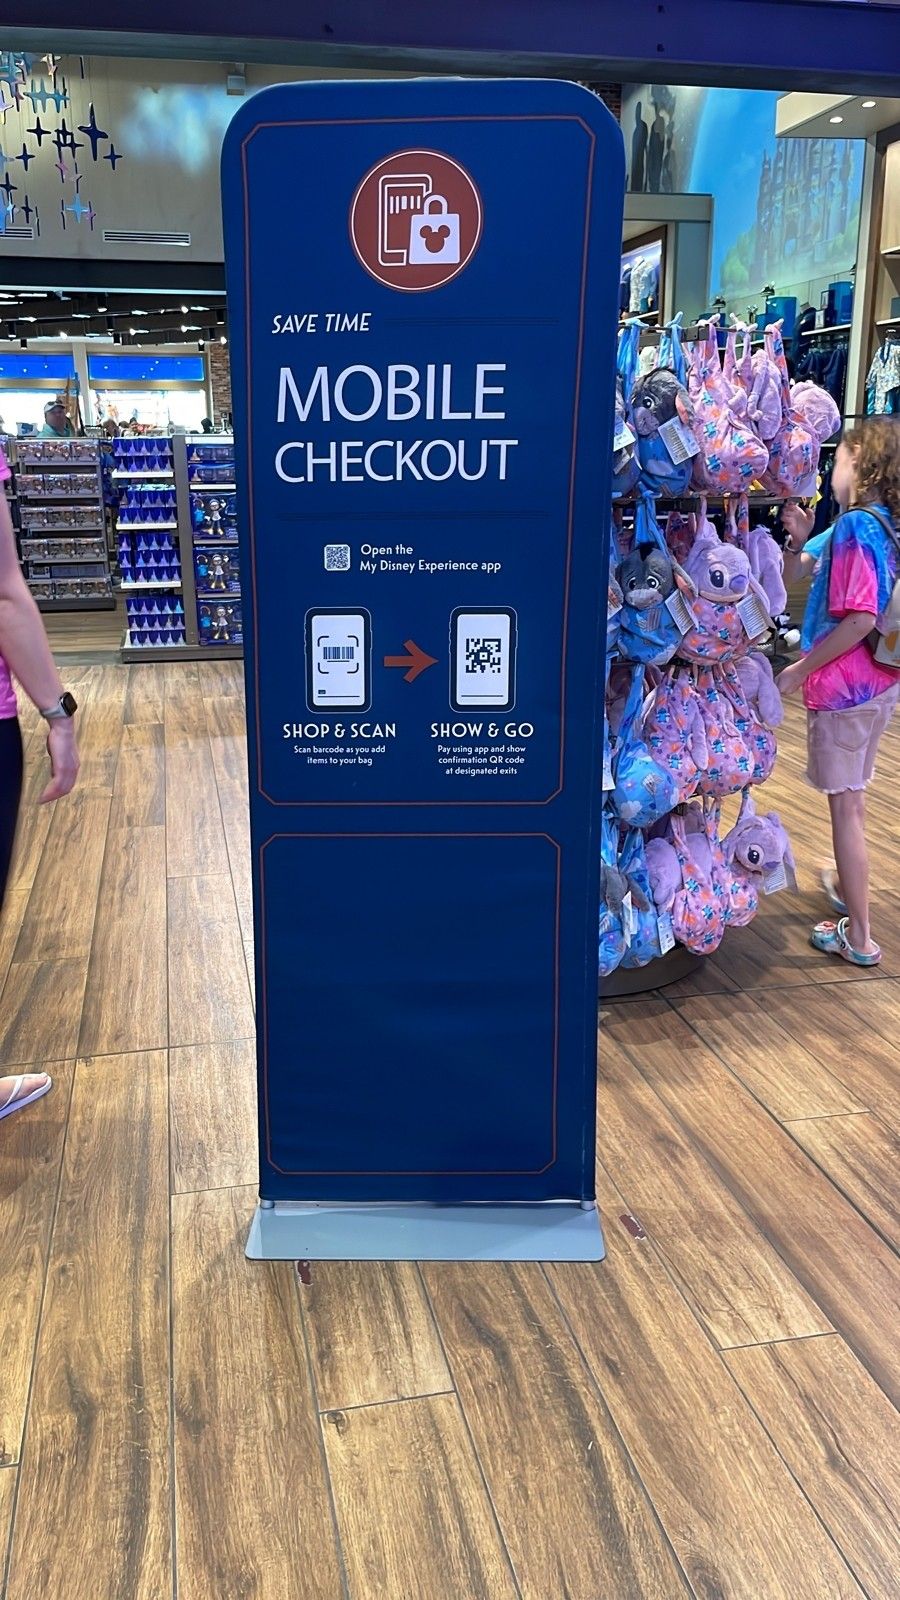 SAVE TIME
MOBILE
CHECKOUT
Open the
My Disney Experience app
SHOP & SCAN
Scan barcode as you add
items to your bag
SHOW & GO
Pay using app and show
confirmation QR code
at designated exits